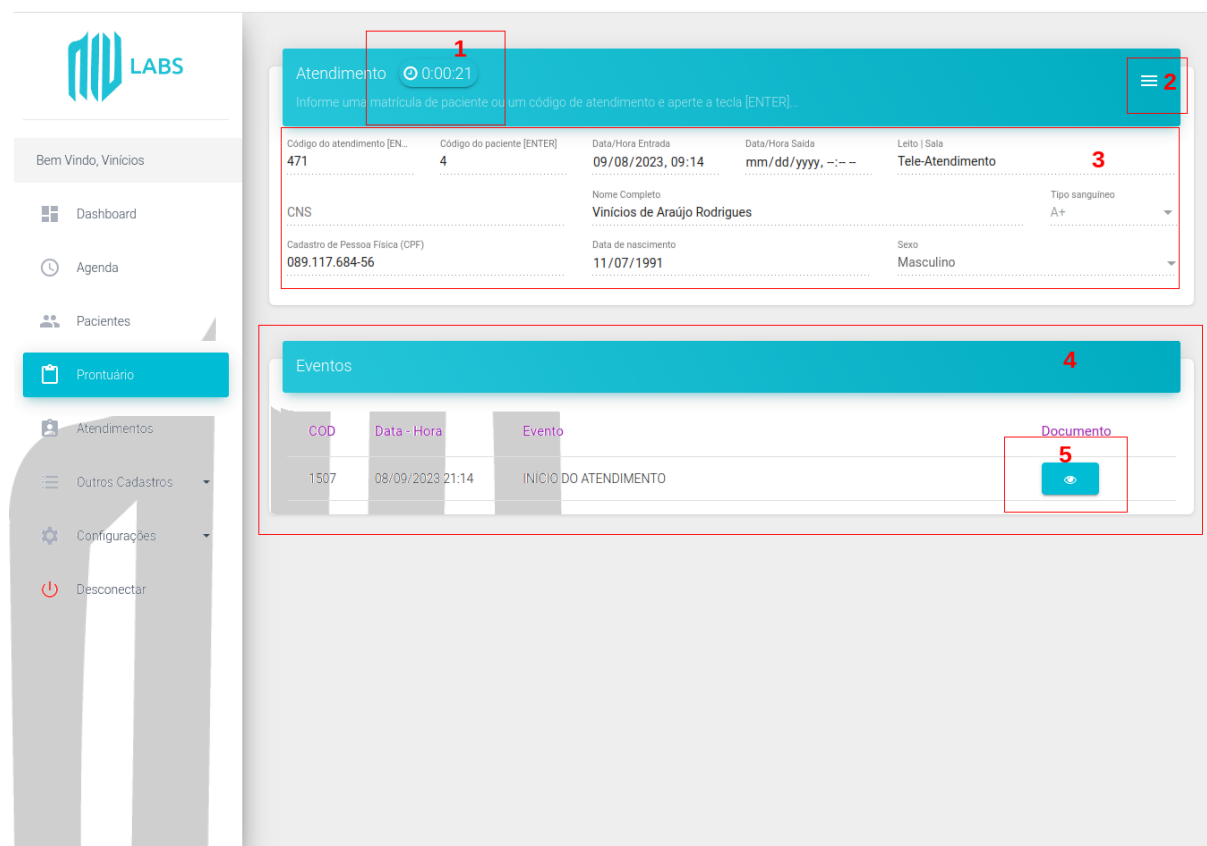 LABS
Bem Vindo, Vinícios
Dashboard
Agenda
Pacientes
Prontuário
Atendimentos
Outros Cadastros
Configurações
Desconectar
1
Atendimento 0:00:21
2
Informe uma matrícula de paciente ou um código de atendimento e aperte a tecla [ENTER]...
Código do atendimento [EN... Código do paciente [ENTER] Data/Hora Entrada Data/Hora Saída Leito | Sala
471 4 09/08/2023, 09:14 mm/dd/yyyy, --:-- -- Tele-Atendimento 3
Nome Completo Tipo sanguíneo
CNS Vinícios de Araújo Rodrigues A+
Cadastro de Pessoa Física (CPF) Data de nascimento Sexo
089.117.684-56 11/07/1991 Masculino
Eventos 4
COD Data - Hora Evento Documento
5
1507 08/09/2023 21:14 INÍCIO DO ATENDIMENTO